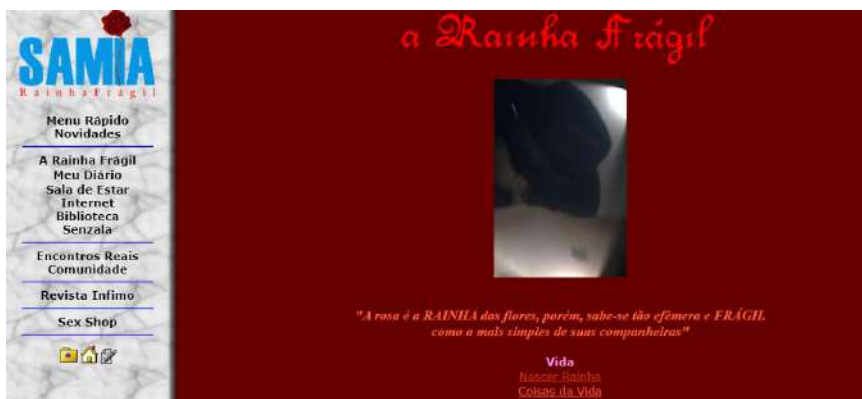 SAMIA
RainhaFrágil
Menu Rápido
Novidades
A Rainha Frágil
Meu Diário
Sala de Estar
Internet
Biblioteca
Senzala
Encontros Reais
Comunidade
Revista Infimo
Sex Shop
a Rainha Frágil
"A rosa é a RAINHA das flores, porém, sabe-se tão efêmera e FRÁGIL
como a mais simples de suas companheiras"
Vida
Nascer Rainha
Coisas da Vida